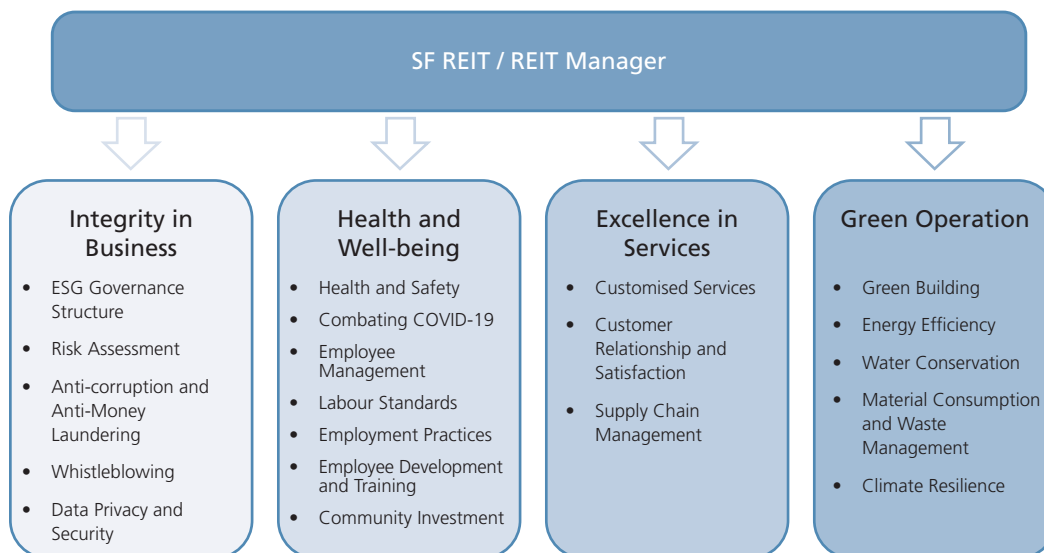 SF REIT / REIT Manager
Integrity in
Business
• ESG Governance
Structure
• Risk Assessment
• Anti-corruption and
Anti-Money
Laundering
• Whistleblowing
• Data Privacy and
Security
Health and
Well-being
• Health and Safety
• Combating COVID-19
• Employee
Management
• Labour Standards
• Employment Practices
• Employee Development
and Training
• Community Investment
Excellence in
Services
• Customised Services
• Customer
Relationship and
Satisfaction
• Supply Chain
Management
Green Operation
• Green Building
• Energy Efficiency
• Water Conservation
• Material Consumption
and Waste
Management
• Climate Resilience